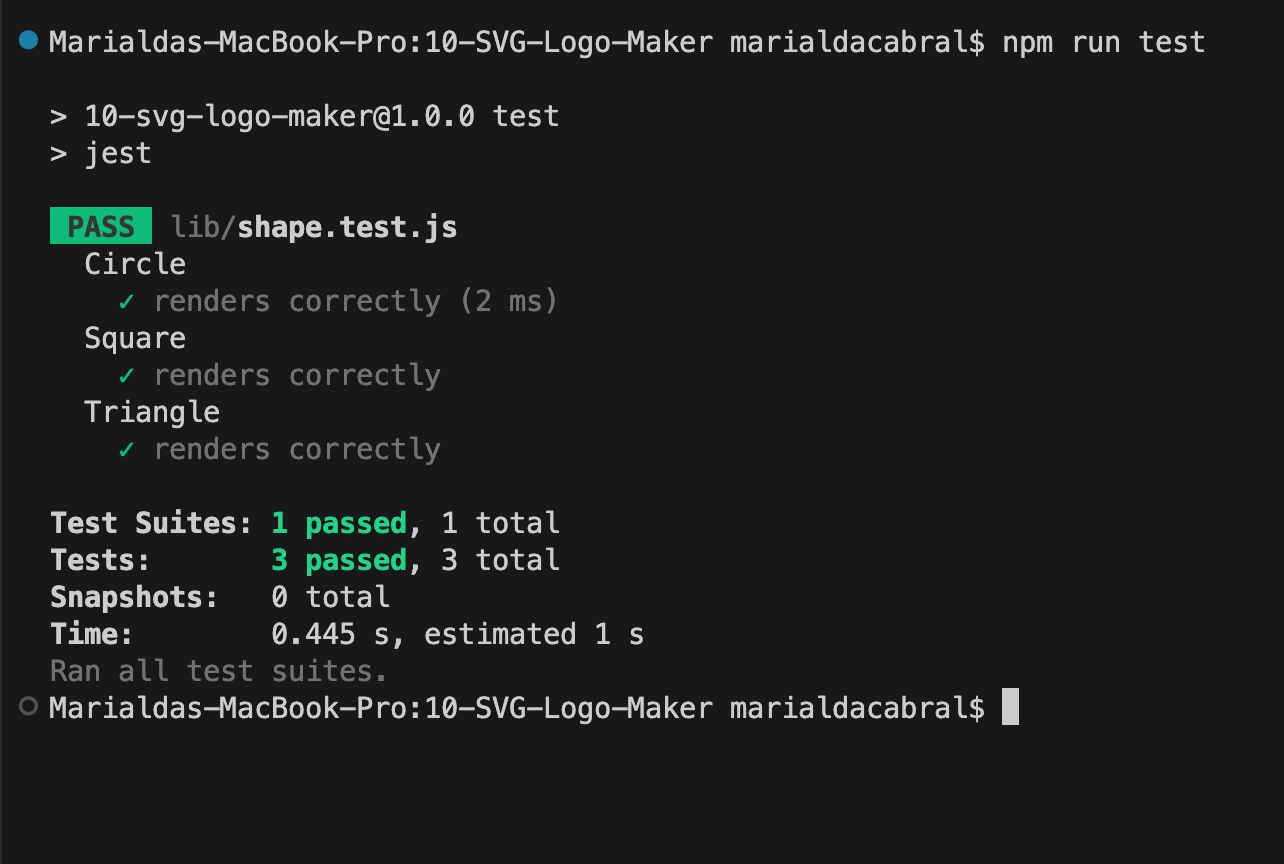 Marialdas-MacBook-Pro:10-SVG-Logo-Maker marialdacabral$ npm run test
> 10-svg-logo-maker@1.0.0 test
> jest
PASS lib/shape.test.js
Circle
✓ renders correctly (2 ms)
Square
✓ renders correctly
Triangle
✓ renders correctly
Test Suites: 1 passed, 1 total
Tests: 3 passed, 3 total
Snapshots: 0 total
Time: 0.445 s, estimated 1 s
Ran all test suites.
Marialdas-MacBook-Pro:10-SVG-Logo-Maker marialdacabral$